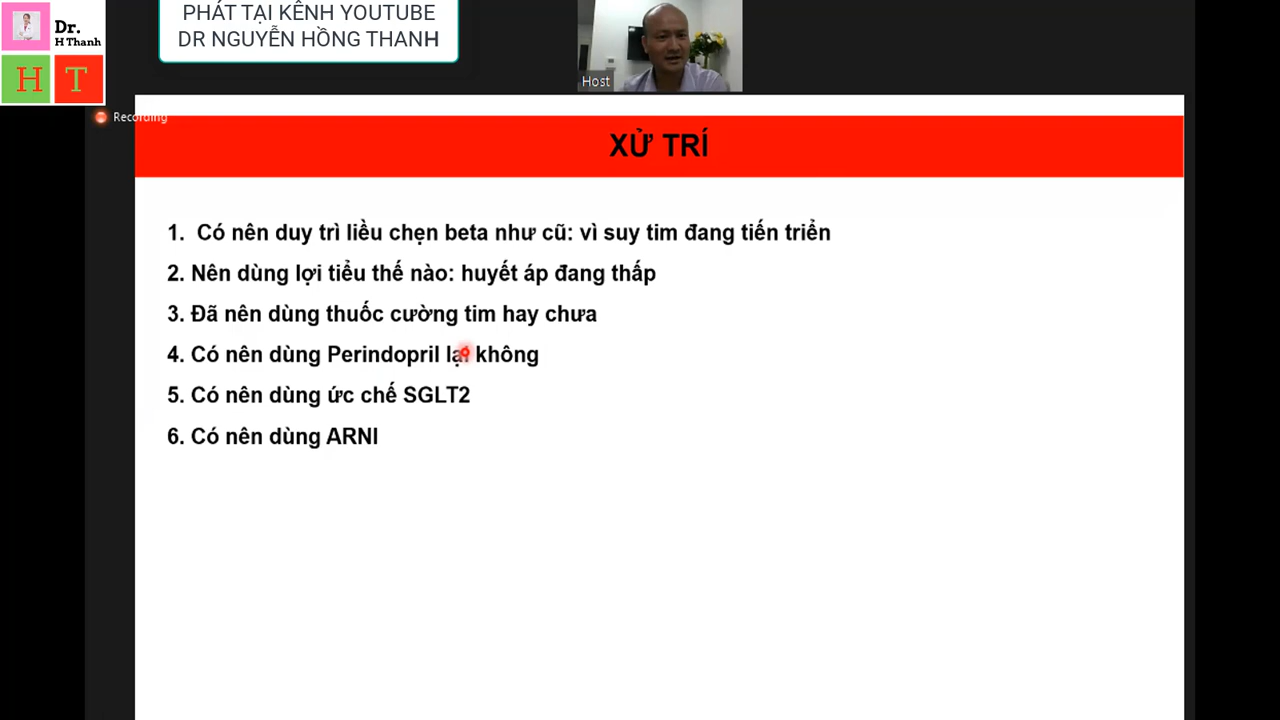 PHÁT TẠI KÊNH YOUTUBE
DR NGUYỄN HỒNG THANH
Dr.
H Thanh
H T
Host
Recording
XỬ TRÍ
1. Có nên duy trì liều chẹn beta như cũ: vì suy tim đang tiến triển
2. Nên dùng lợi tiểu thế nào: huyết áp đang thấp
3. Đã nên dùng thuốc cường tim hay chưa
4. Có nên dùng Perindopril lại không
5. Có nên dùng ức chế SGLT2
6. Có nên dùng ARNI